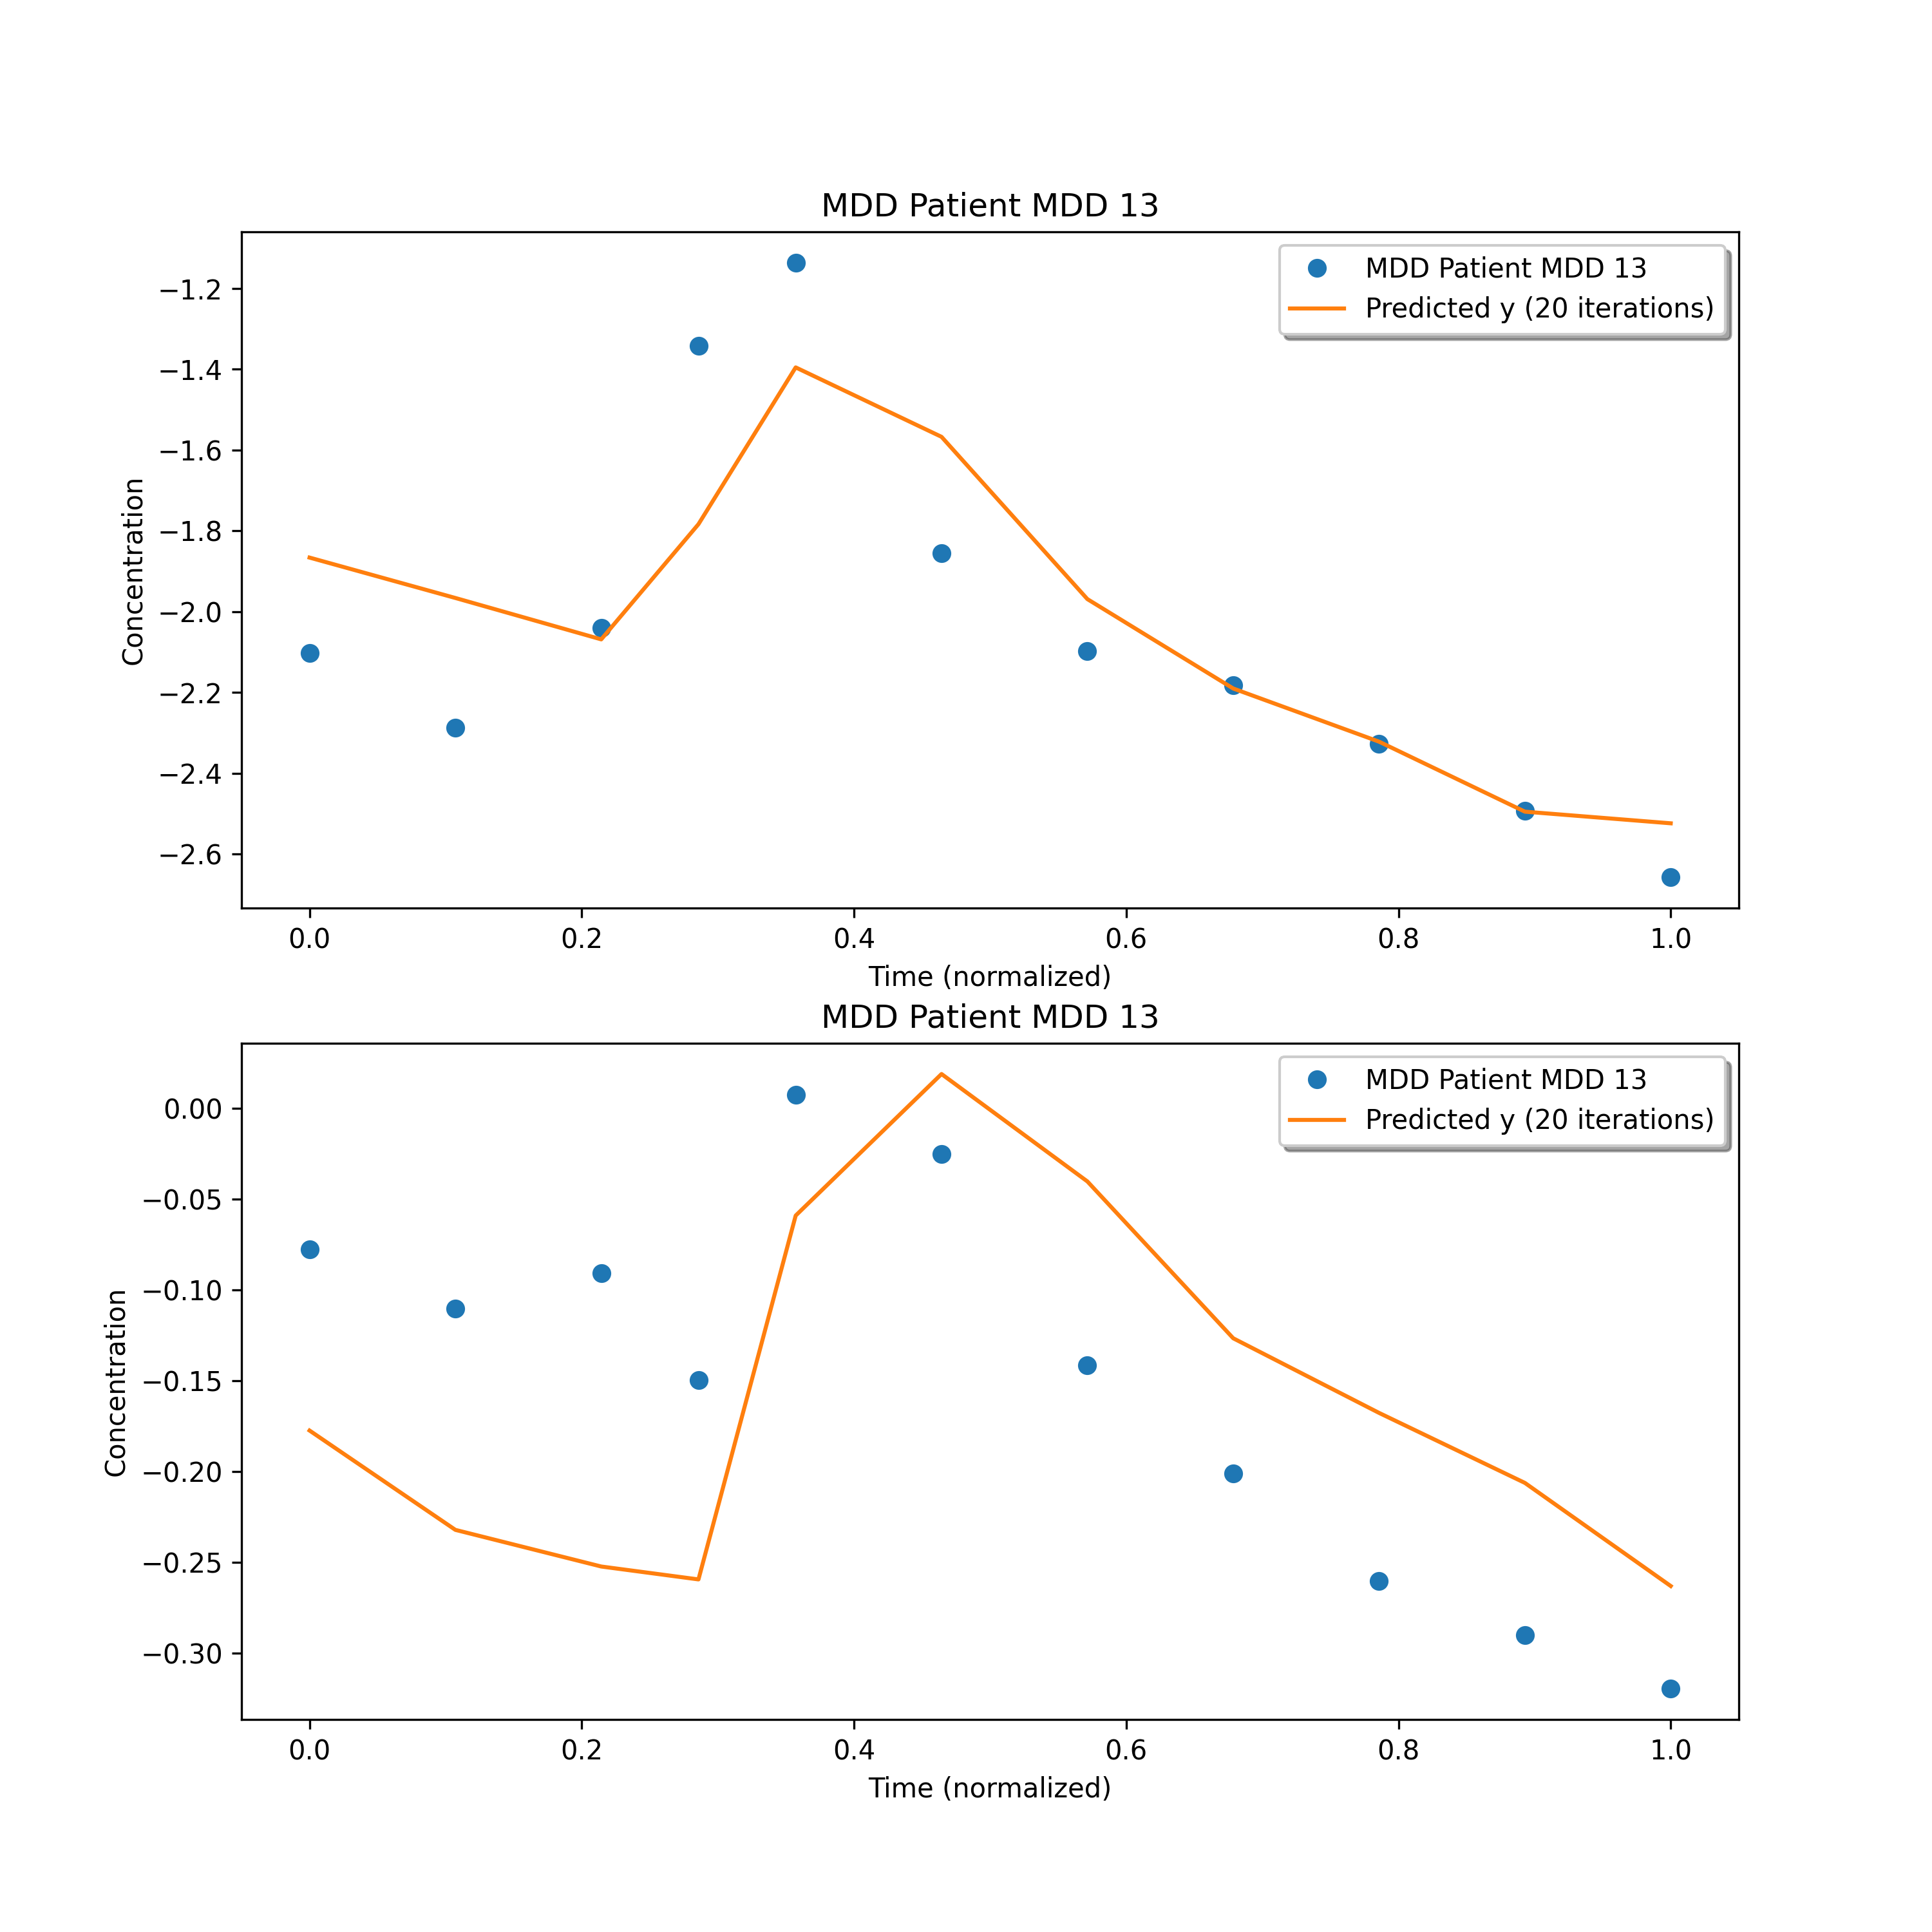 MDD Patient MDD 13
MDD Patient MDD 13
Predicted y (20 iterations)
Concentration
−1.2
−1.4
−1.6
−1.8
−2.0
−2.2
−2.4
−2.6
0.0 0.2 0.4 0.6 0.8 1.0
Time (normalized)
MDD Patient MDD 13
MDD Patient MDD 13
Predicted y (20 iterations)
Concentration
0.00
−0.05
−0.10
−0.15
−0.20
−0.25
−0.30
0.0 0.2 0.4 0.6 0.8 1.0
Time (normalized)